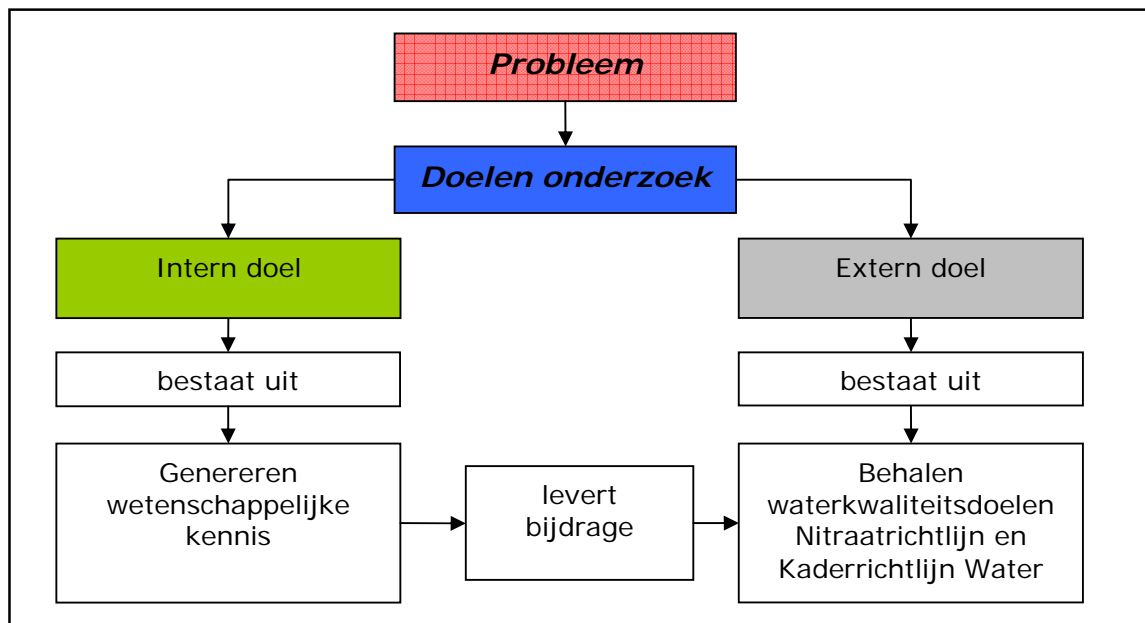 Probleem
Doelen onderzoek
Intern doel
Extern doel
bestaat uit
bestaat uit
Genereren
wetenschappelijke
kennis
levert
bijdrage
Behalen
waterkwaliteitsdoelen
Nitraatrichtlijn en
Kaderrichtlijn Water